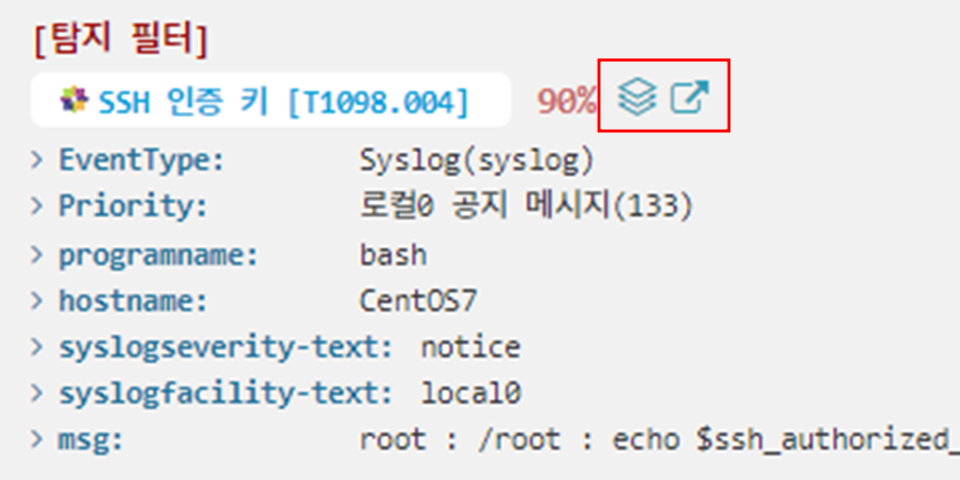 [탐지 필터]
SSH 인증 키 [T1098.004] 90%
> EventType: Syslog(syslog)
> Priority: 로컬0 공지 메시지(133)
> programname: bash
> hostname: CentOS7
> syslogseverity-text: notice
> syslogfacility-text: local0
> msg: root : /root : echo $ssh_authorized_